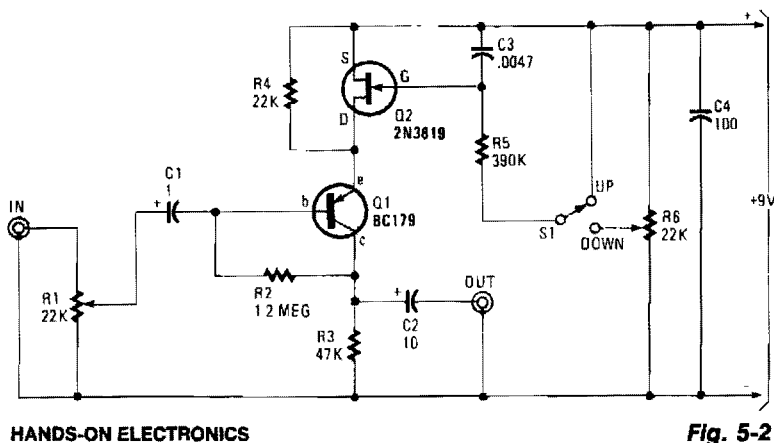 +
C3
.0047
S
G
R4
22K
Q2
2N3819
D
C4
100
R5
390K
C1
+ 1
e
UP
b
Q1
BC179
+9V
IN
S1
R6
22K
DOWN
c
R2
1 2 MEG
OUT
R1
22K
+
C2
10
R3
47K
-
HANDS-ON ELECTRONICS
Fig. 5-2